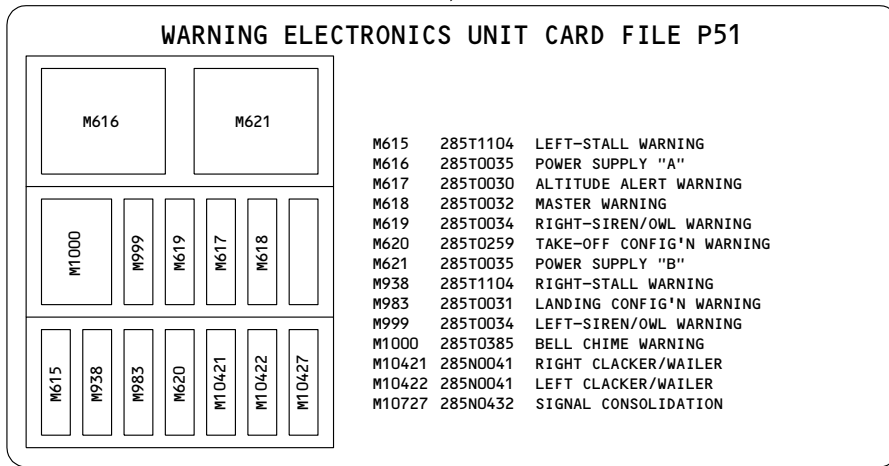 WARNING ELECTRONICS UNIT CARD FILE P51
M616 M621
M1000 M999 M619 M617 M618
M615 M938 M983 M620 M10421 M10422 M10427
M615 285T1104 LEFT-STALL WARNING
M616 285T0035 POWER SUPPLY "A"
M617 285T0030 ALTITUDE ALERT WARNING
M618 285T0032 MASTER WARNING
M619 285T0034 RIGHT-SIREN/OWL WARNING
M620 285T0259 TAKE-OFF CONFIG'N WARNING
M621 285T0035 POWER SUPPLY "B"
M938 285T1104 RIGHT-STALL WARNING
M983 285T0031 LANDING CONFIG'N WARNING
M999 285T0034 LEFT-SIREN/OWL WARNING
M1000 285T0385 BELL CHIME WARNING
M10421 285N0041 RIGHT CLACKER/WAILER
M10422 285N0041 LEFT CLACKER/WAILER
M10727 285N0432 SIGNAL CONSOLIDATION